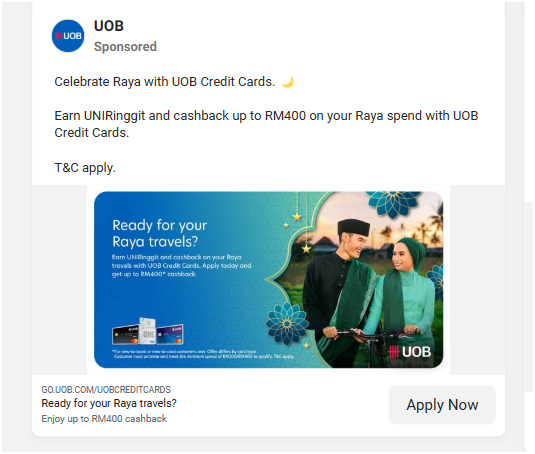 UOB
UOB
Sponsored
Celebrate Raya with UOB Credit Cards. 🌙
Earn UNIRinggit and cashback up to RM400 on your Raya spend with UOB
Credit Cards.
T&C apply.
Ready for your
Raya travels?
Earn UNIRinggit and cashback on your Raya
travels with UOB Credit Cards. Apply today and
get up to RM400* cashback.
*For new-to-bank or new-to-card customers only. Offer differs by card type.
Customer must activate and meet the minimum spend of to qualify. T&C apply.
UOB
GO.UOB.COM/UOBCREDITCARDS
Ready for your Raya travels?
Enjoy up to RM400 cashback
Apply Now